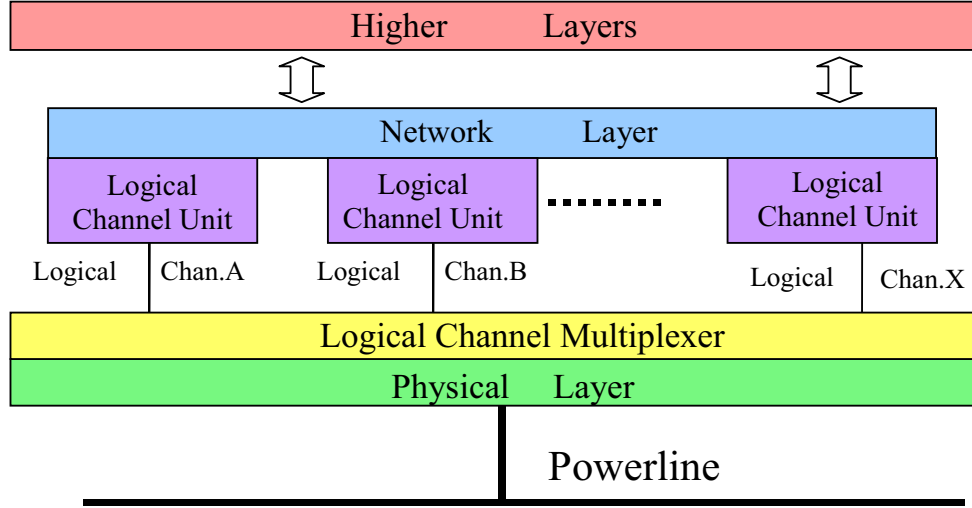 Higher Layers
Network Layer
Logical
Channel Unit
Logical
Channel Unit
Logical
Channel Unit
Logical Chan.A
Logical Chan.B
Logical Chan.X
Logical Channel Multiplexer
Physical Layer
Powerline